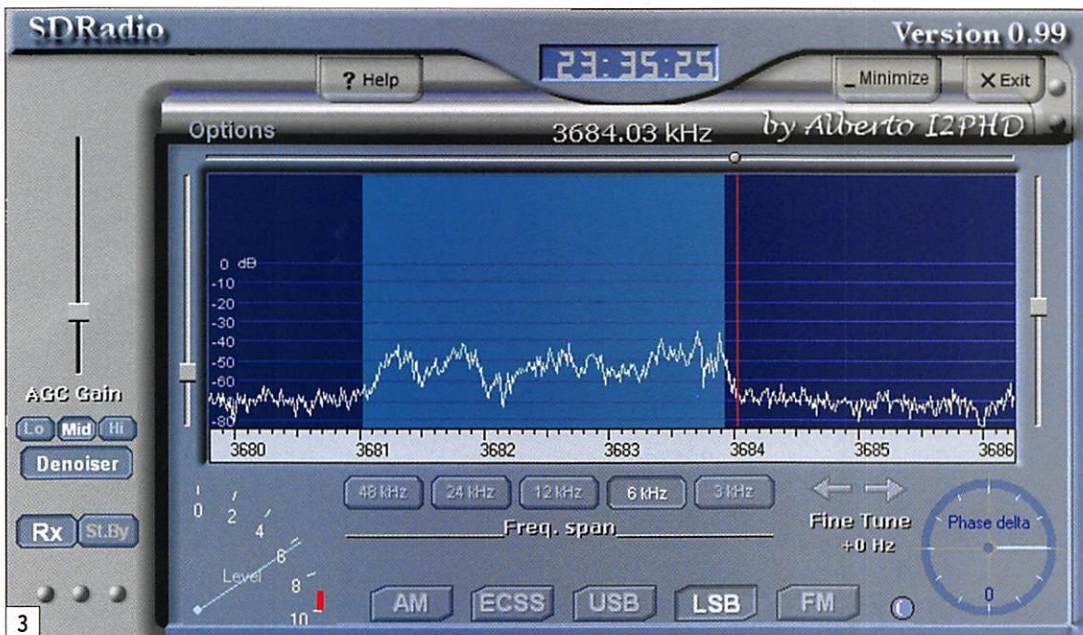 SDRadio
Version 0.99
23:35:25
? Help
_ Minimize
X Exit
Options
3684.03 kHz
by Alberto I2PHD
0 dB
-10
-20
-30
-40
-50
-60
-70
-80
3680 3681 3682 3683 3684 3685 3686
AGC Gain
Lo Mid Hi
Denoiser
Rx St.By
0 2 4 6 8 10
Level
48 kHz 24 kHz 12 kHz 6 kHz 3 kHz
Freq. span
Fine Tune
+0 Hz
Phase delta
0
AM ECSS USB LSB FM
3